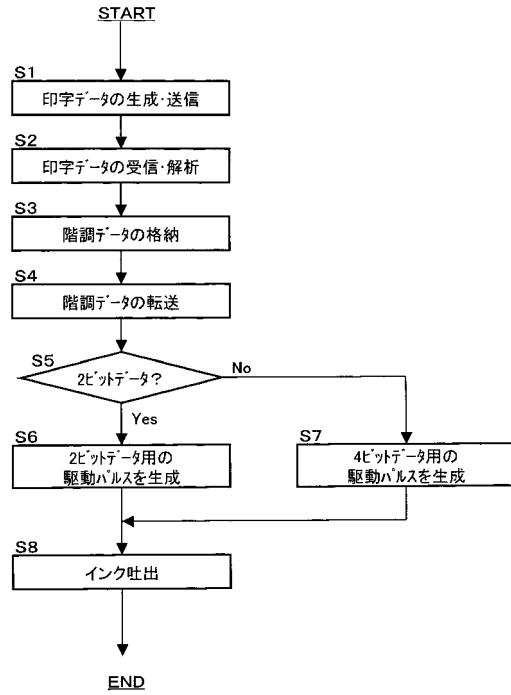 START
S1
印字データの生成・送信
S2
印字データの受信・解析
S3
階調データの格納
S4
階調データの転送
S5
2ビットデータ?
No
Yes
S6
2ビットデータ用の
駆動パルスを生成
S7
4ビットデータ用の
駆動パルスを生成
S8
インク吐出
END